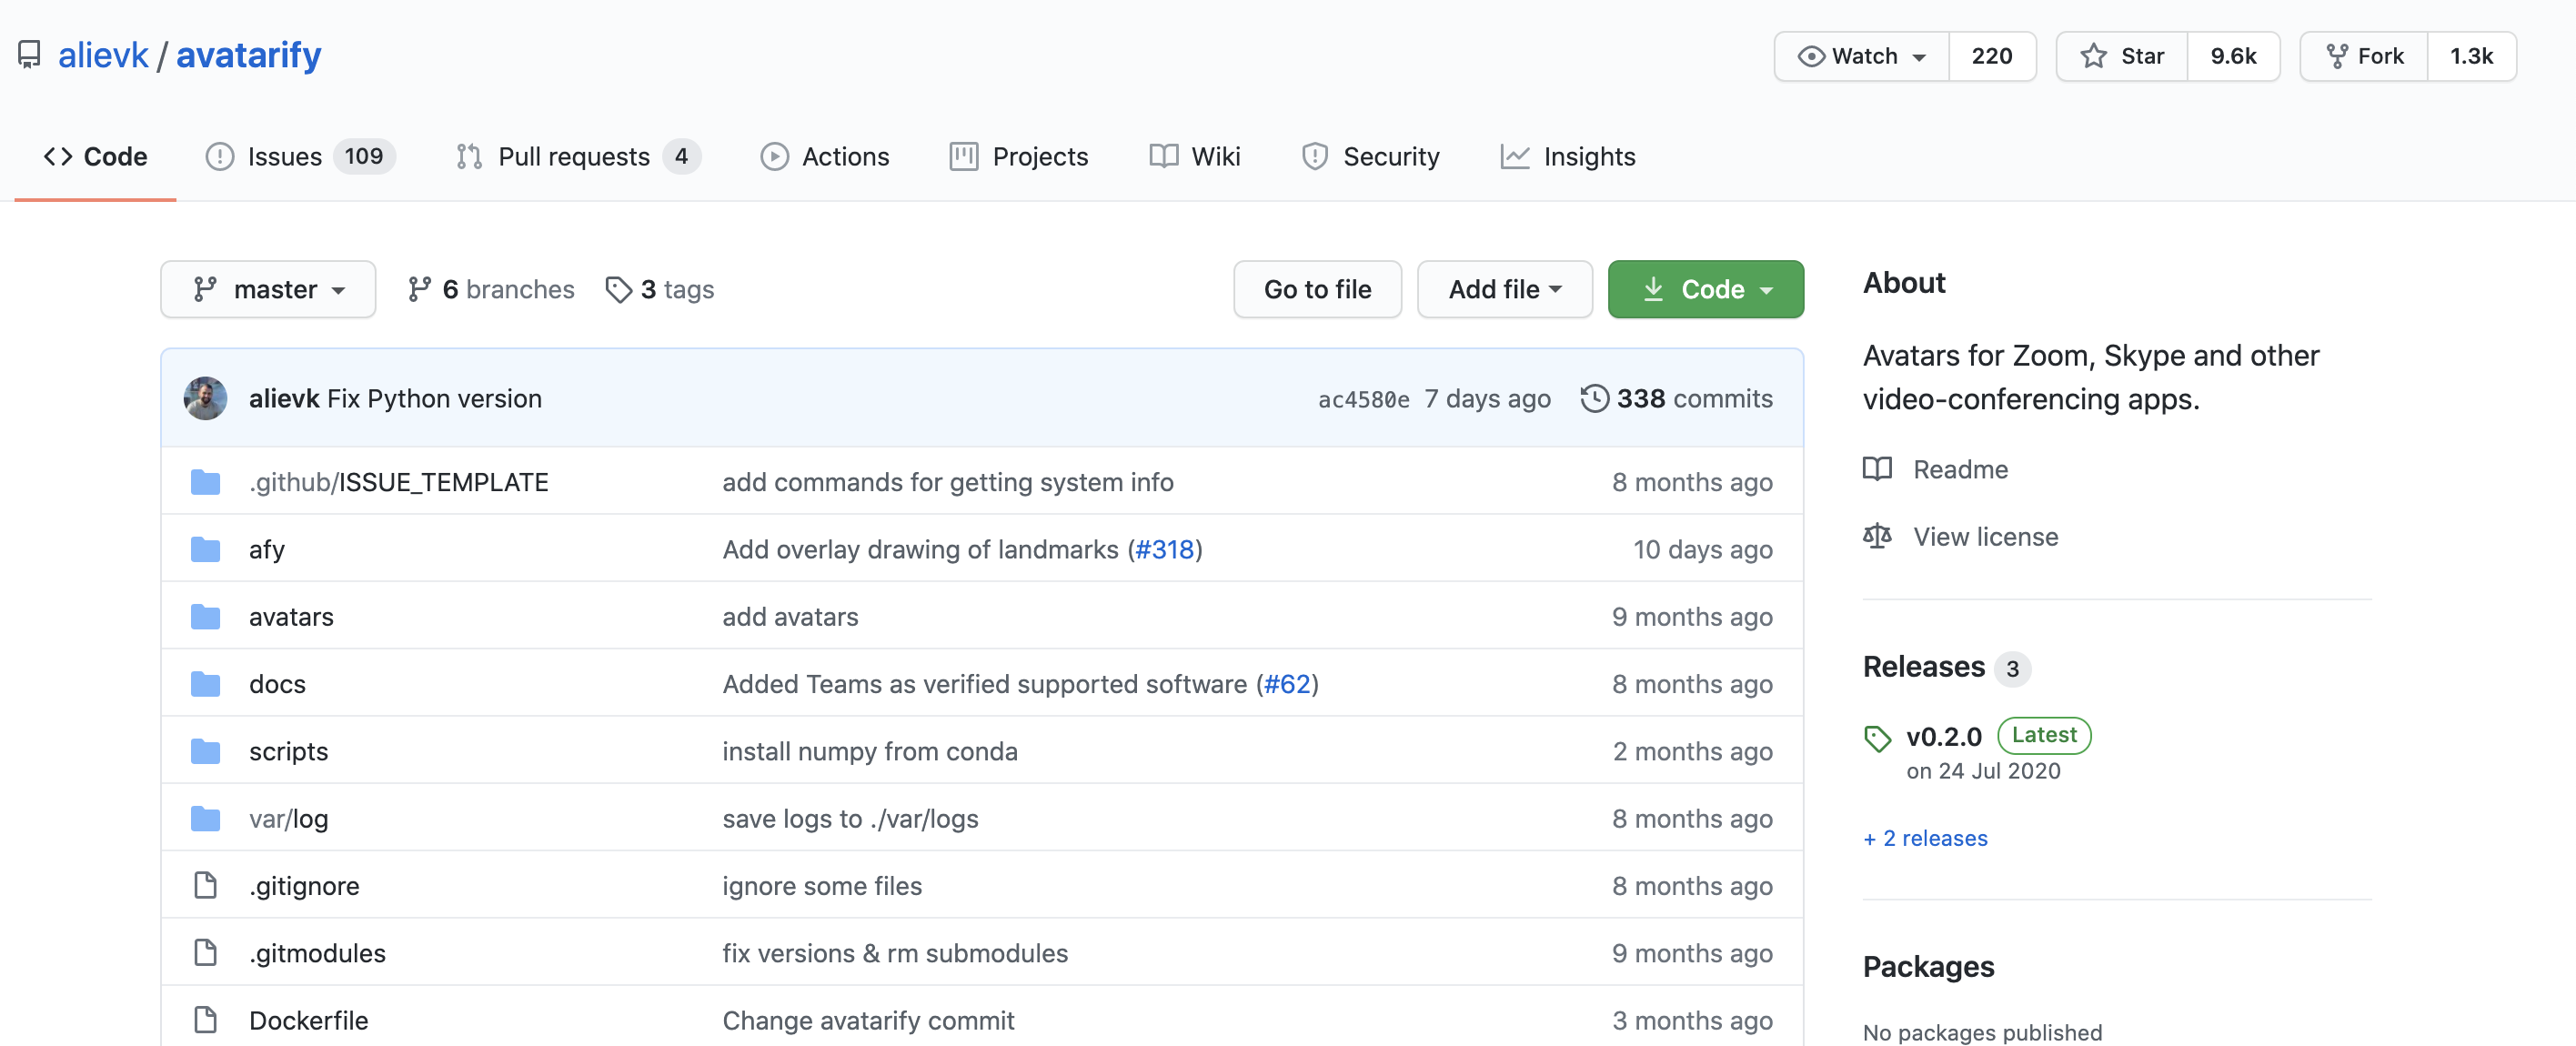 alievk / avatarify
Watch 220 Star 9.6k Fork 1.3k
Code Issues 109 Pull requests 4 Actions Projects Wiki Security Insights
master 6 branches 3 tags Go to file Add file Code
alievk Fix Python version ac4580e 7 days ago 338 commits
.github/ISSUE_TEMPLATE add commands for getting system info 8 months ago
afy Add overlay drawing of landmarks (#318) 10 days ago
avatars add avatars 9 months ago
docs Added Teams as verified supported software (#62) 8 months ago
scripts install numpy from conda 2 months ago
var/log save logs to ./var/logs 8 months ago
.gitignore ignore some files 8 months ago
.gitmodules fix versions & rm submodules 9 months ago
Dockerfile Change avatarify commit 3 months ago
About
Avatars for Zoom, Skype and other
video-conferencing apps.
Readme
View license
Releases 3
v0.2.0 Latest
on 24 Jul 2020
+ 2 releases
Packages
No packages published